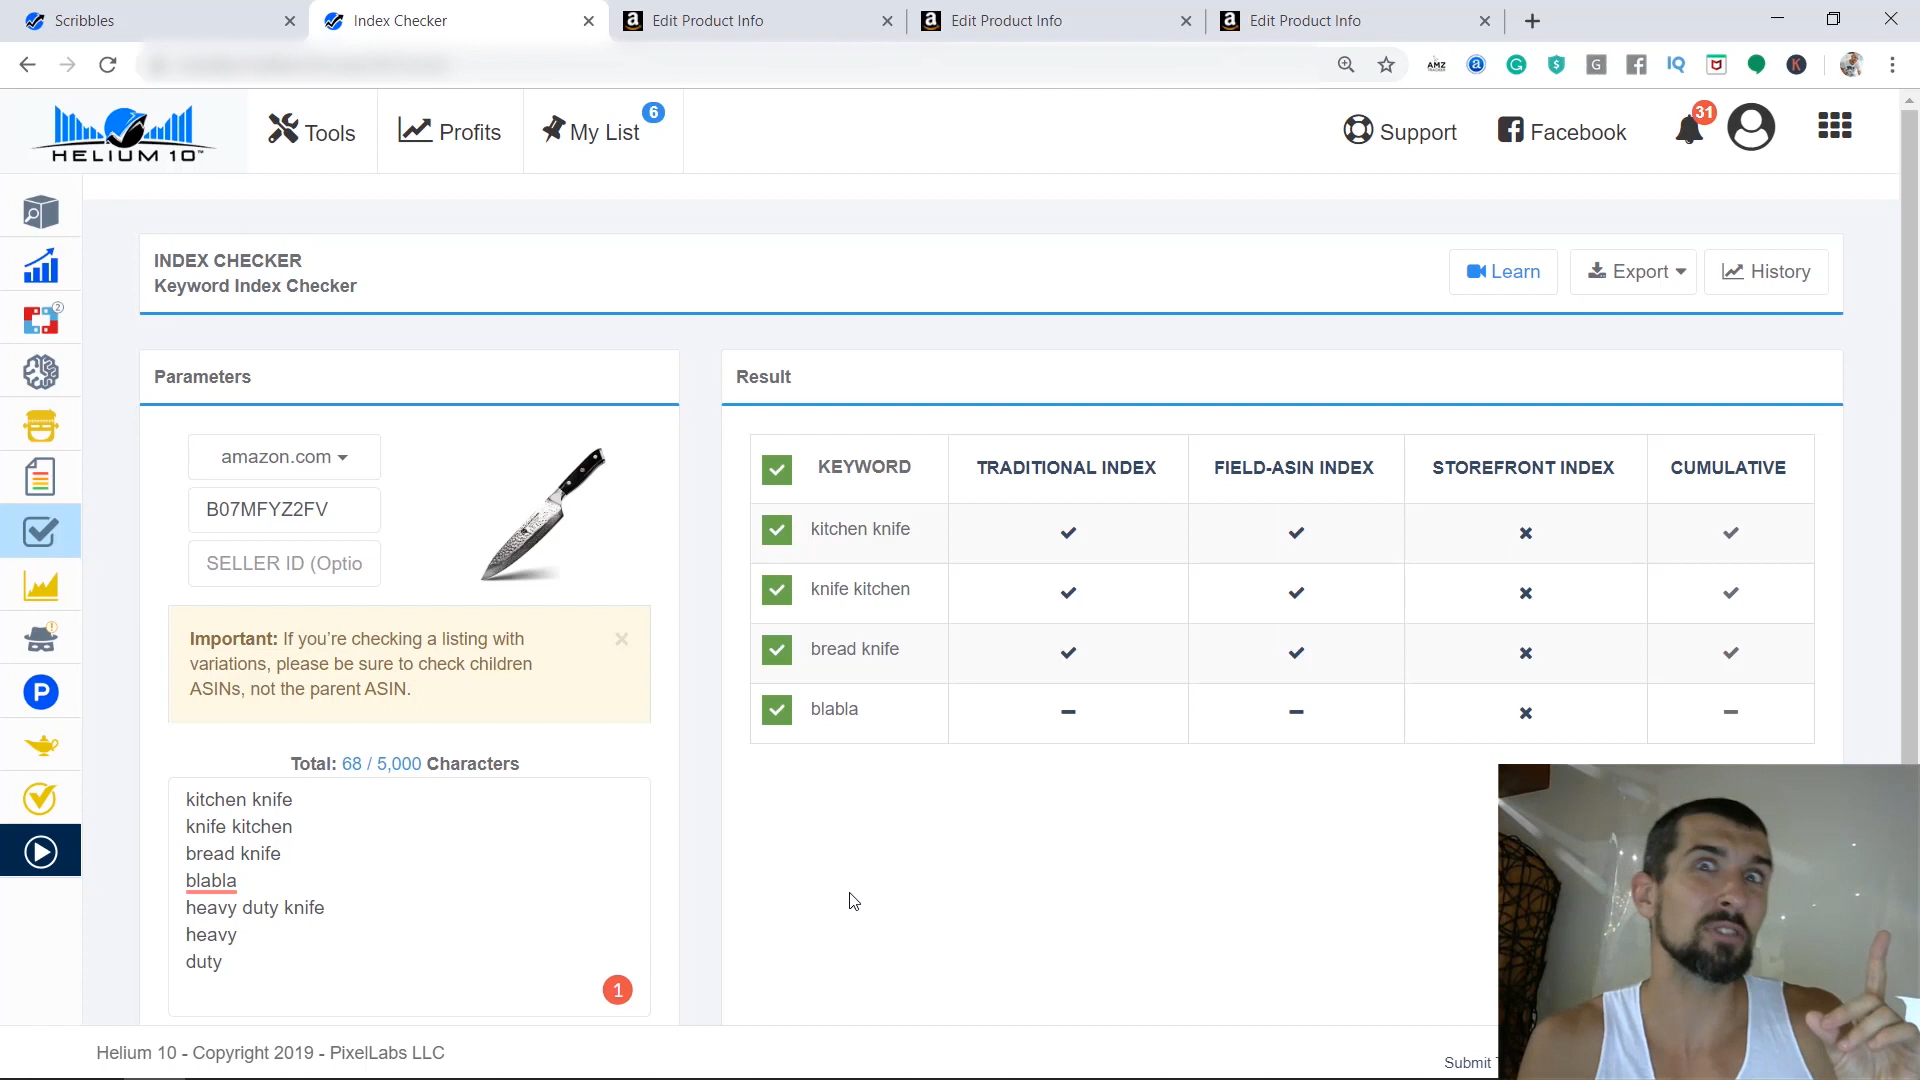 Scribbles
Index Checker
Edit Product Info
Edit Product Info
Edit Product Info
HELIUM 10™
Tools
Profits
My List
6
Support
Facebook
31
INDEX CHECKER
Keyword Index Checker
Learn
Export
History
Parameters
amazon.com
B07MFYZ2FV
SELLER ID (Optio
Important: If you're checking a listing with
variations, please be sure to check children
ASINs, not the parent ASIN.
Total: 68 / 5,000 Characters
kitchen knife
knife kitchen
bread knife
blabla
heavy duty knife
heavy
duty
1
Result
KEYWORD TRADITIONAL INDEX FIELD-ASIN INDEX STOREFRONT INDEX CUMULATIVE
kitchen knife
knife kitchen
bread knife
blabla
Helium 10 - Copyright 2019 - PixelLabs LLC
Submit